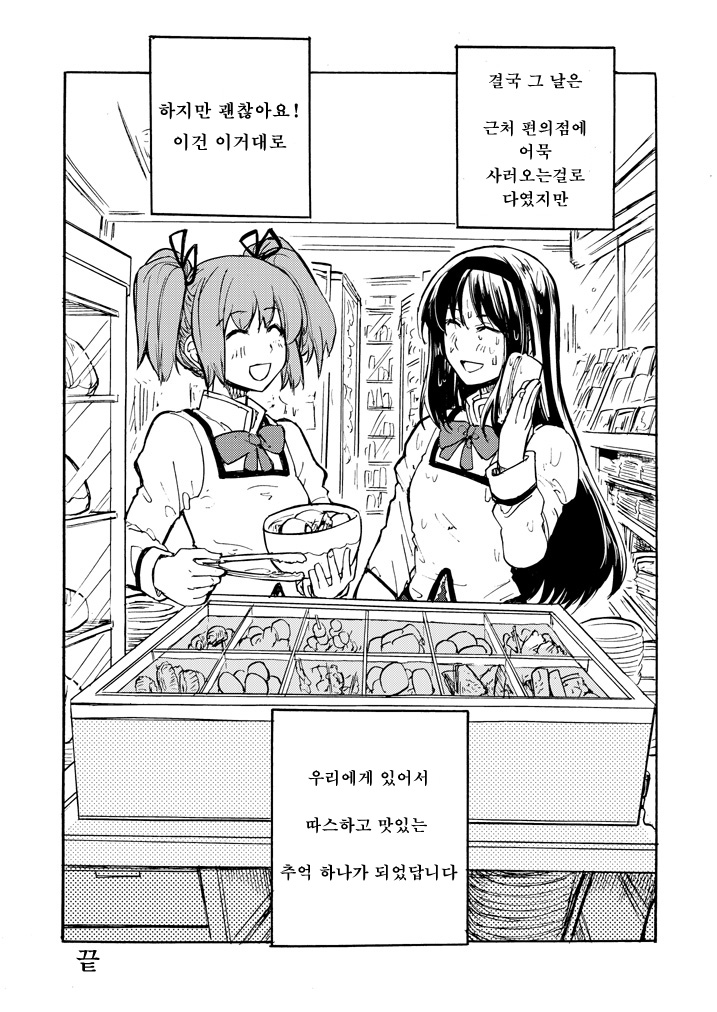 결국 그 날은
근처 편의점에
어묵
사러오는걸로
다였지만
하지만 괜찮아요!
이건 이거대로
우리에게 있어서
따스하고 맛있는
추억 하나가 되었답니다
끝